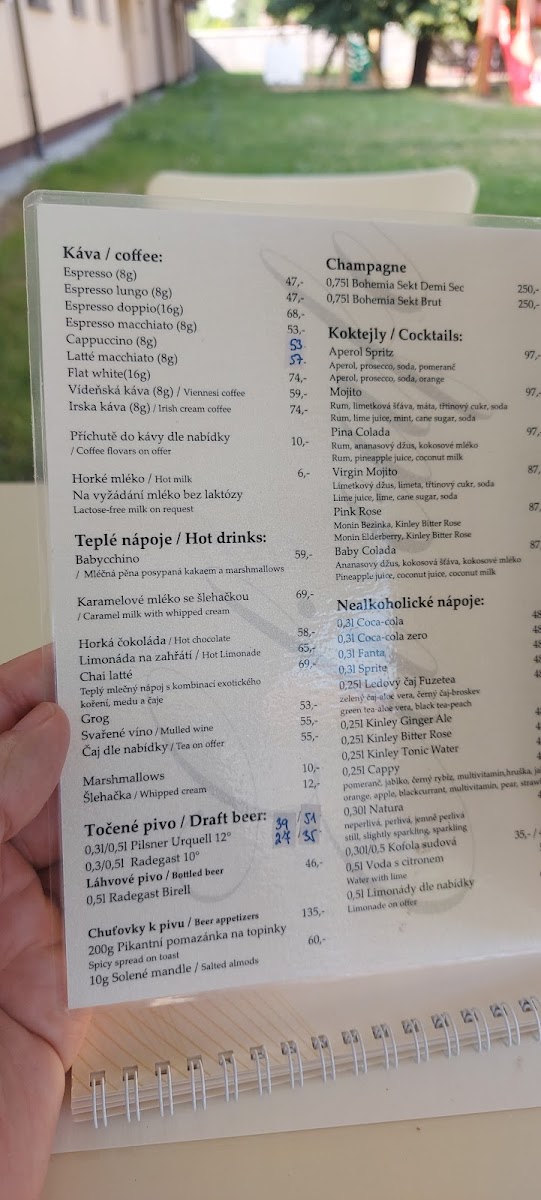 Káva / coffee:
Espresso (8g) 47,-
Espresso lungo (8g) 47,-
Espresso doppio(16g) 68,-
Espresso macchiato (8g) 53,-
Cappuccino (8g) 53
Latté macchiato (8g) 57
Flat white(16g) 74,-
Vídeňská káva (8g) / Viennesi coffee 59,-
Irska káva (8g) / Irish cream coffee 74,-
Příchutě do kávy dle nabídky 10,-
/ Coffee flovars on offer
Horké mléko / Hot milk 6,-
Na vyžádání mléko bez laktózy
Lactose-free milk on request
Teplé nápoje / Hot drinks:
Babycchino 59,-
/ Mléčná pěna posypaná kakaem a marshmallows
Karamelové mléko se šlehačkou 69,-
/ Caramel milk with whipped cream
Horká čokoláda / Hot chocolate 58,-
Limonáda na zahřátí / Hot Limonade 65,-
Chai latté 69,-
Teplý mléčný nápoj s kombinací exotického
koření, medu a čaje
Grog 53,-
Svařené víno / Mulled wine 55,-
Čaj dle nabídky / Tea on offer 55,-
Marshmallows 10,-
Šlehačka / Whipped cream 12,-
Točené pivo / Draft beer:
0,3l/0,5l Pilsner Urquell 12° 39 / 51
0,3/0,5l Radegast 10° 27 / 35
Láhvové pivo / Bottled beer
0,5l Radegast Birell 46,-
Chuťovky k pivu / Beer appetizers
200g Pikantní pomazánka na topinky 135,-
Spicy spread on toast
10g Solené mandle / Salted almods 60,-
Champagne
0,75l Bohemia Sekt Demi Sec 250,-
0,75l Bohemia Sekt Brut 250,-
Koktejly / Cocktails:
Aperol Spritz 97,-
Aperol, prosecco, soda, pomeranč
Aperol, prosecco, soda, orange
Mojito 97,-
Rum, limetková šťáva, máta, třtinový cukr, soda
Rum, lime juice, mint, cane sugar, soda
Pina Colada 97,-
Rum, ananasový džus, kokosové mléko
Rum, pineapple juice, coconut milk
Virgin Mojito 87,
Limetkový džus, limeta, třtinový cukr, soda
Lime juice, lime, cane sugar, soda
Pink Rose 87,
Monin Bezinka, Kinley Bitter Rose
Monin Elderberry, Kinley Bitter Rose
Baby Colada 87
Ananasový džus, kokosová šťáva, kokosové mléko
Pineapple juice, coconut juice, coconut milk
Nealkoholické nápoje:
0,3l Coca-cola 48
0,3l Coca-cola zero 48
0,3l Fanta
0,3l Sprite
0,25l Ledový čaj Fuzetea
zelený čaj-aloe vera, černý čaj-broskev
green tea-aloe vera, black tea-peach
0,25l Kinley Ginger Ale
0,25l Kinley Bitter Rose
0,25l Kinley Tonic Water
0,25l Cappy
pomeranč, jablko, černý rybíz, multivitamin,hruška,
orange, apple, blackcurrant, multivitamin, pear,
0,30l Natura
neperlivá, perlivá, jemně perlivá
still, slightly sparkling, sparkling
0,30l/0,5 Kofola sudová 35,- /
0,5l Voda s citronem
Water with lime
0,5l Limonády dle nabídky
Limonade on offer